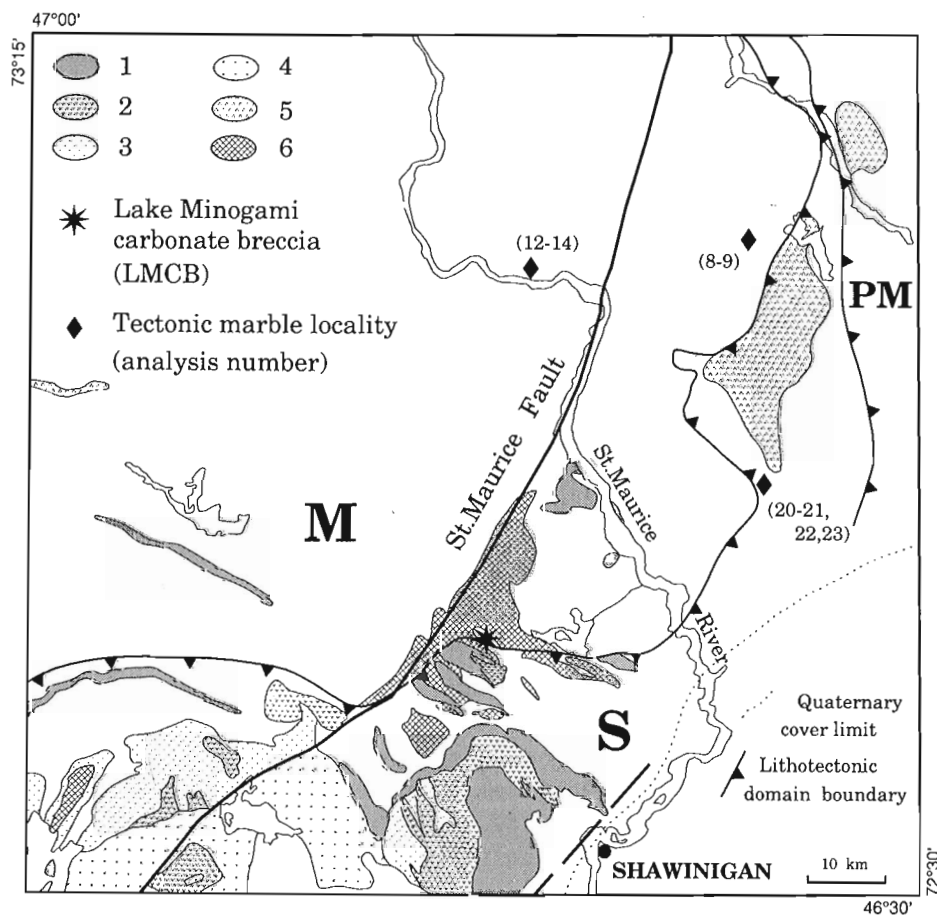 47°00'
73°15'
1
2
3
4
5
6
Lake Minogami
carbonate breccia
(LMCB)
Tectonic marble locality
(analysis number)
(12-14)
(8-9)
PM
St.Maurice Fault
St.Maurice
River
M
(20-21,
22,23)
S
Quaternary
cover limit
Lithotectonic
domain boundary
SHAWINIGAN
10 km
72°30'
46°30'